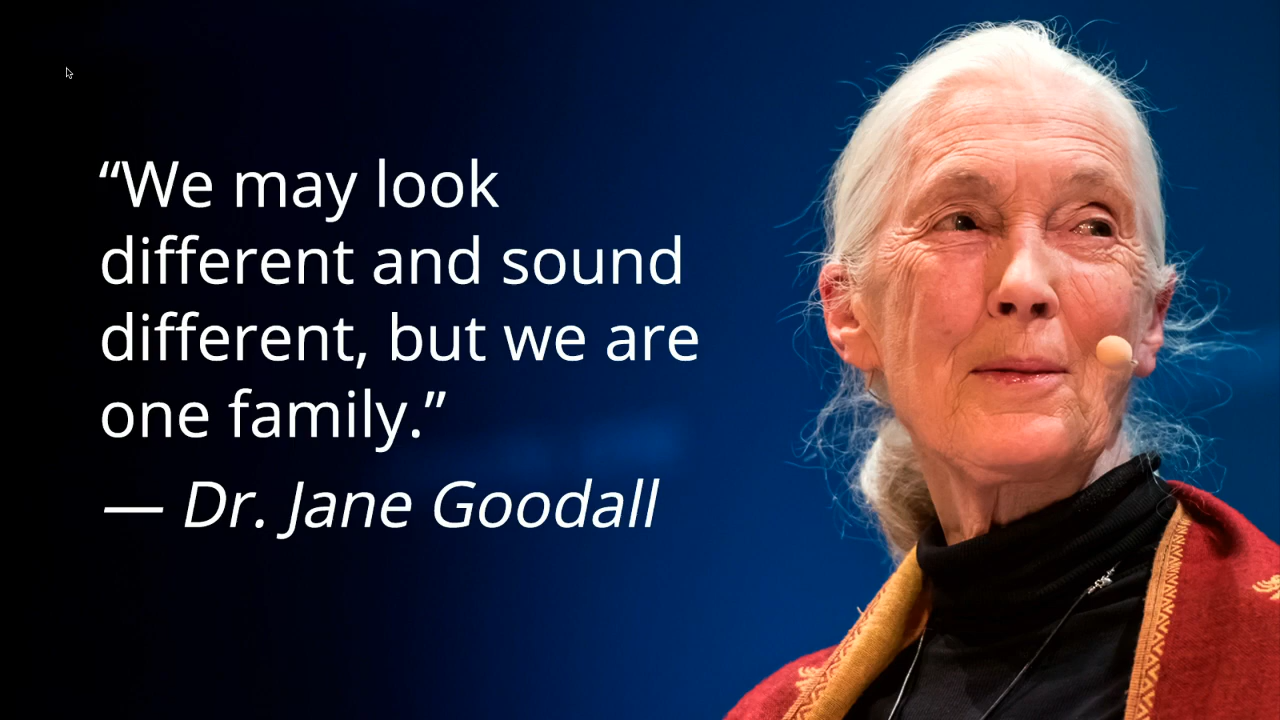 “We may look
different and sound
different, but we are
one family.”
— Dr. Jane Goodall